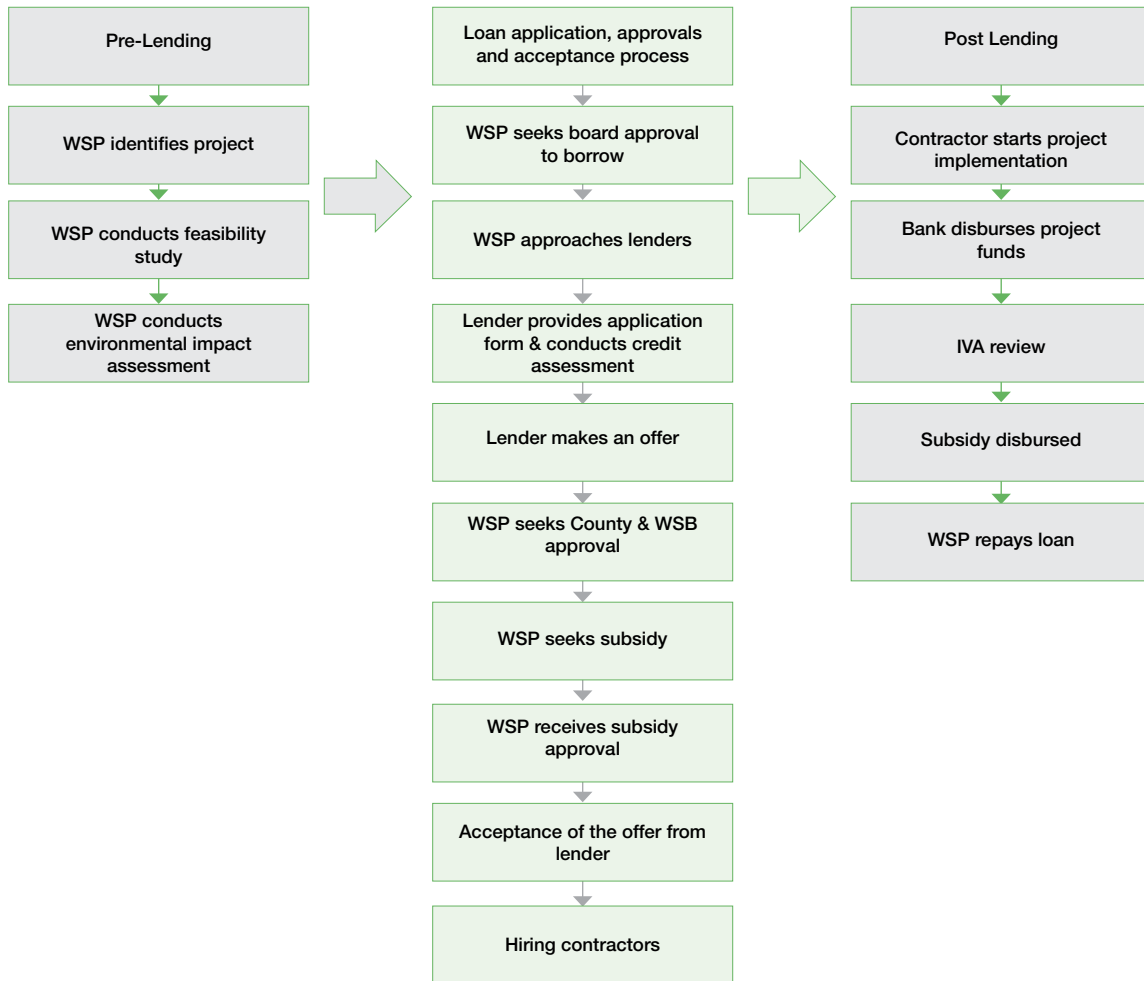 Pre-Lending
WSP identifies project
WSP conducts feasibility
study
WSP conducts
environmental impact
assessment
Loan application, approvals
and acceptance process
WSP seeks board approval
to borrow
WSP approaches lenders
Lender provides application
form & conducts credit
assessment
Lender makes an offer
WSP seeks County & WSB
approval
WSP seeks subsidy
WSP receives subsidy
approval
Acceptance of the offer from
lender
Hiring contractors
Post Lending
Contractor starts project
implementation
Bank disburses project
funds
IVA review
Subsidy disbursed
WSP repays loan